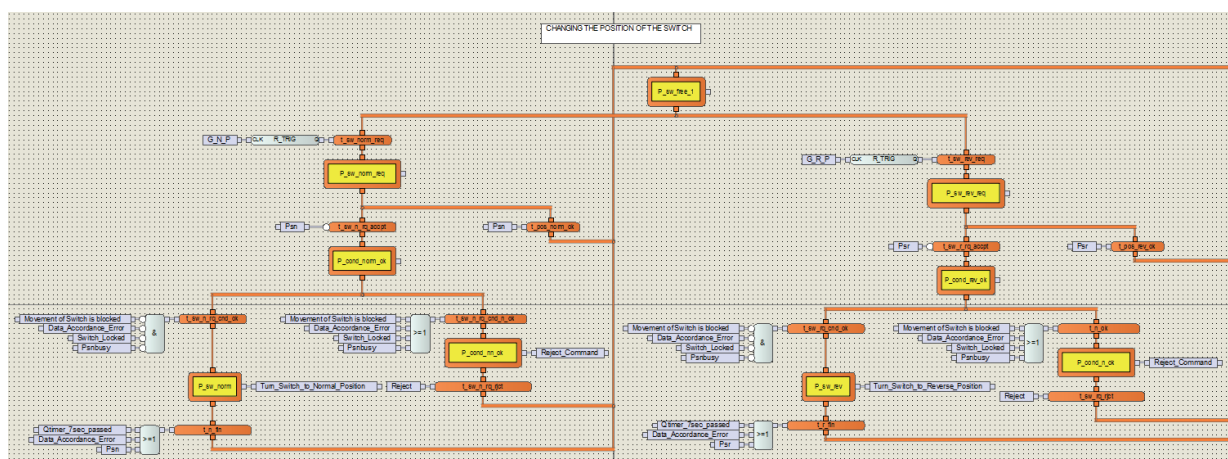 CHANGING THE POSITION OF THE SWITCH
P_sw_free_1
G_N_P CLK R_TRIG Q t_sw_norm_req
G_R_P CLK R_TRIG Q t_sw_rev_req
P_sw_norm_req
P_sw_rev_req
Psn t_sw_n_rq_accpt Psn t_pos_norm_ok
Psr t_sw_r_rq_accpt Psr t_pos_rev_ok
P_cond_norm_ok
P_cond_rev_ok
Movement of Switch is blocked
Data_Accordance_Error
Switch_Locked
Psnbusy
&
t_sw_n_rq_cnd_ok
Movement of Switch is blocked
Data_Accordance_Error
Switch_Locked
Psnbusy
>=1
t_sw_n_rq_cnd_n_ok
P_cond_nn_ok Reject_Command
P_sw_norm Turn_Switch_to_Normal_Position
Reject t_sw_n_rq_rjct
Qtimer_7sec_passed
Data_Accordance_Error
Psn
>=1
t_n_fin
Movement of Switch is blocked
Data_Accordance_Error
Switch_Locked
Psnbusy
&
t_sw_rq_cnd_ok
Movement of Switch is blocked
Data_Accordance_Error
Switch_Locked
Psnbusy
>=1
t_n_ok
P_cond_n_ok Reject_Command
P_sw_rev Turn_Switch_to_Reverse_Position
Reject t_sw_rq_rjct
Qtimer_7sec_passed
Data_Accordance_Error
Psr
>=1
t_r_fin